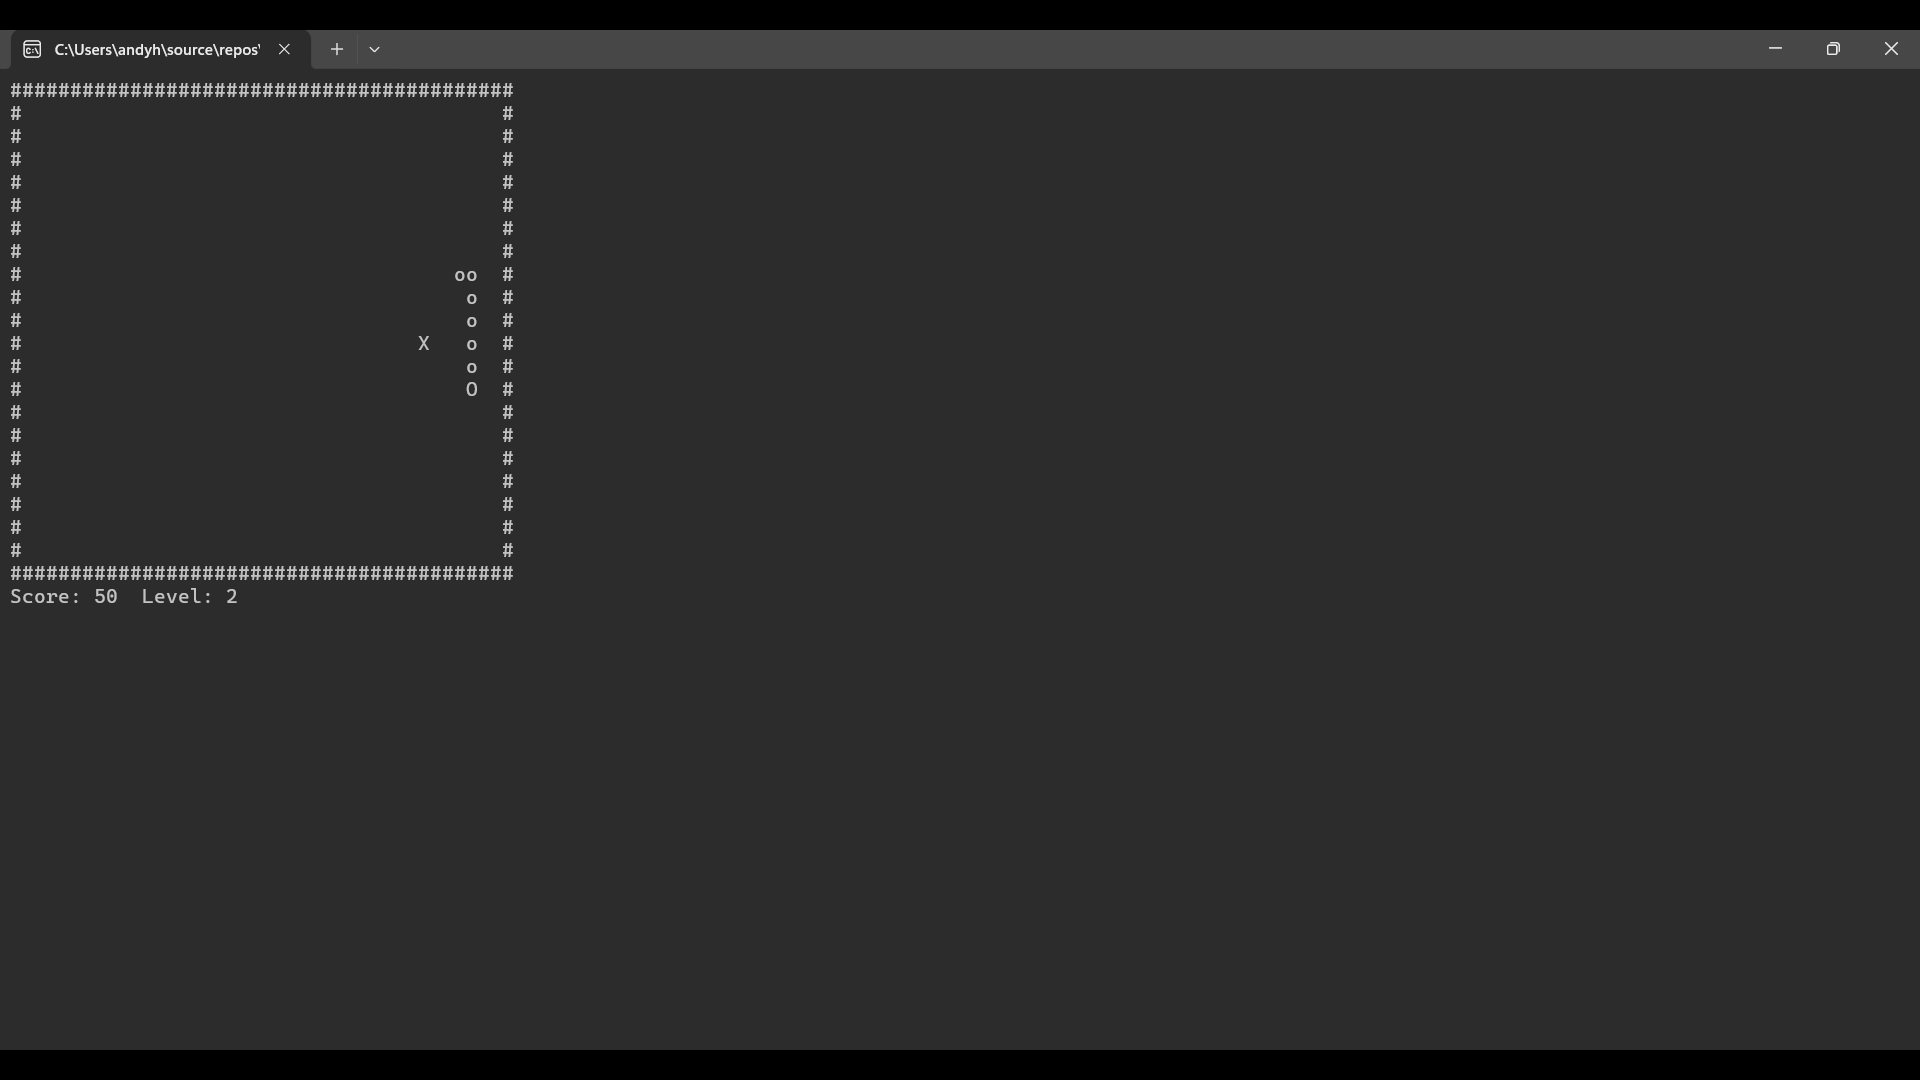 C:\Users\andyh\source\repos\
##########################################
#                                        #
#                                        #
#                                        #
#                                        #
#                                        #
#                                        #
#                                        #
#                                    oo  #
#                                     o  #
#                                     o  #
#                                 X   o  #
#                                     o  #
#                                     O  #
#                                        #
#                                        #
#                                        #
#                                        #
#                                        #
#                                        #
#                                        #
##########################################
Score: 50  Level: 2